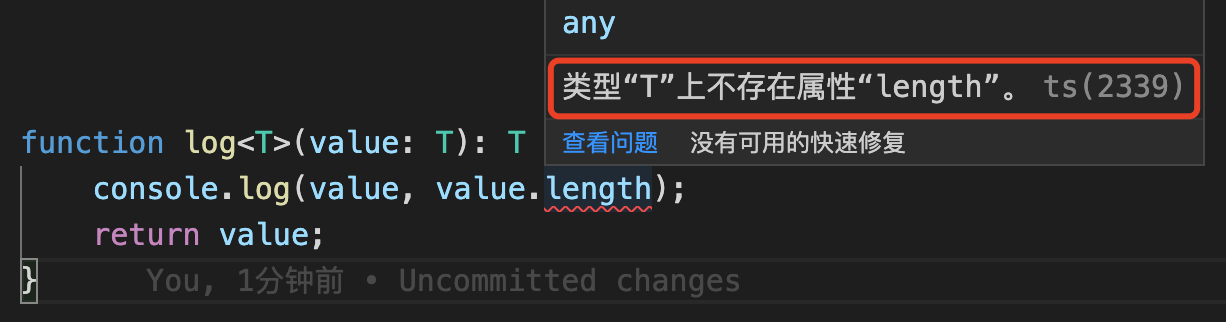 any
类型“T”上不存在属性“length”。 ts(2339)
查看问题 没有可用的快速修复
function log<T>(value: T): T
    console.log(value, value.length);
    return value;
} You, 1分钟前 • Uncommitted changes